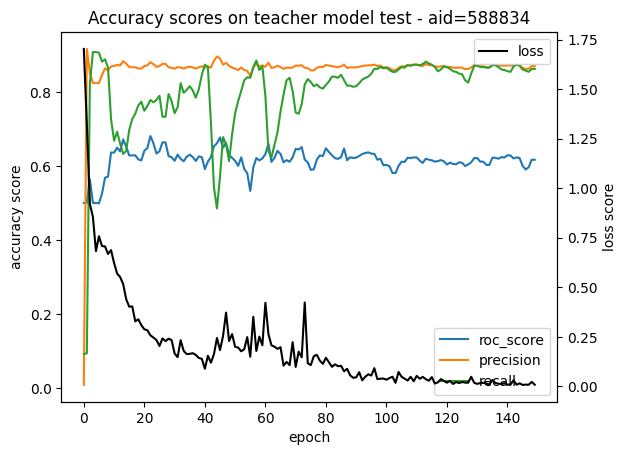 Accuracy scores on teacher model test - aid=588834
loss
accuracy score
0.8
0.6
0.4
0.2
0.0
1.75
1.50
1.25
1.00
0.75
0.50
0.25
0.00
loss score
roc_score
precision
recall
0
20
40
60
80
100
120
140
epoch